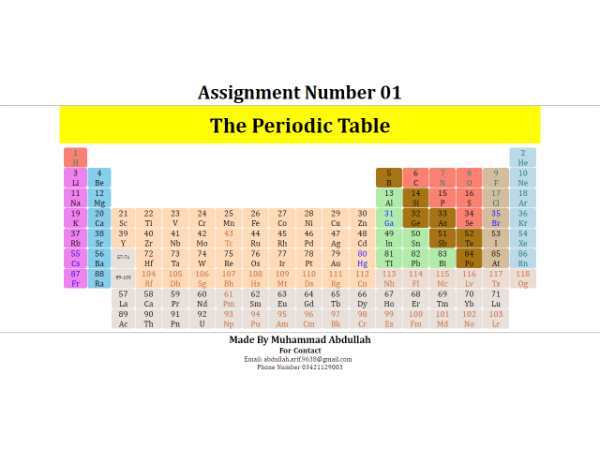 Assignment Number 01
The Periodic Table
1 2
H He
3 4 5 6 7 8 9 10
Li Be B C N O F Ne
11 12 13 14 15 16 17 18
Na Mg Al Si P S Cl Ar
19 20 21 22 23 24 25 26 27 28 29 30 31 32 33 34 35 36
K Ca Sc Ti V Cr Mn Fe Co Ni Cu Zn Ga Ge As Se Br Kr
37 38 39 40 41 42 43 44 45 46 47 48 49 50 51 52 53 54
Rb Sr Y Zr Nb Mo Tc Ru Rh Pd Ag Cd In Sn Sb Te I Xe
55 56 57-71 72 73 74 75 76 77 78 79 80 81 82 83 84 85 86
Cs Ba Hf Ta W Re Os Ir Pt Au Hg Tl Pb Bi Po At Rn
87 88 89-103 104 105 106 107 108 109 110 111 112 113 114 115 116 117 118
Fr Ra Rf Db Sg Bh Hs Mt Ds Rg Cn Nh Fl Mc Lv Ts Og
57 58 59 60 61 62 63 64 65 66 67 68 69 70 71
La Ce Pr Nd Pm Sm Eu Gd Tb Dy Ho Er Tm Yb Lu
89 90 91 92 93 94 95 96 97 98 99 100 101 102 103
Ac Th Pa U Np Pu Am Cm Bk Cr Es Fm Md No Lr
Made By Muhammad Abdullah
For Contact
Email: abdullah.arif.9638@gmail.com
Phone Number 03421129003